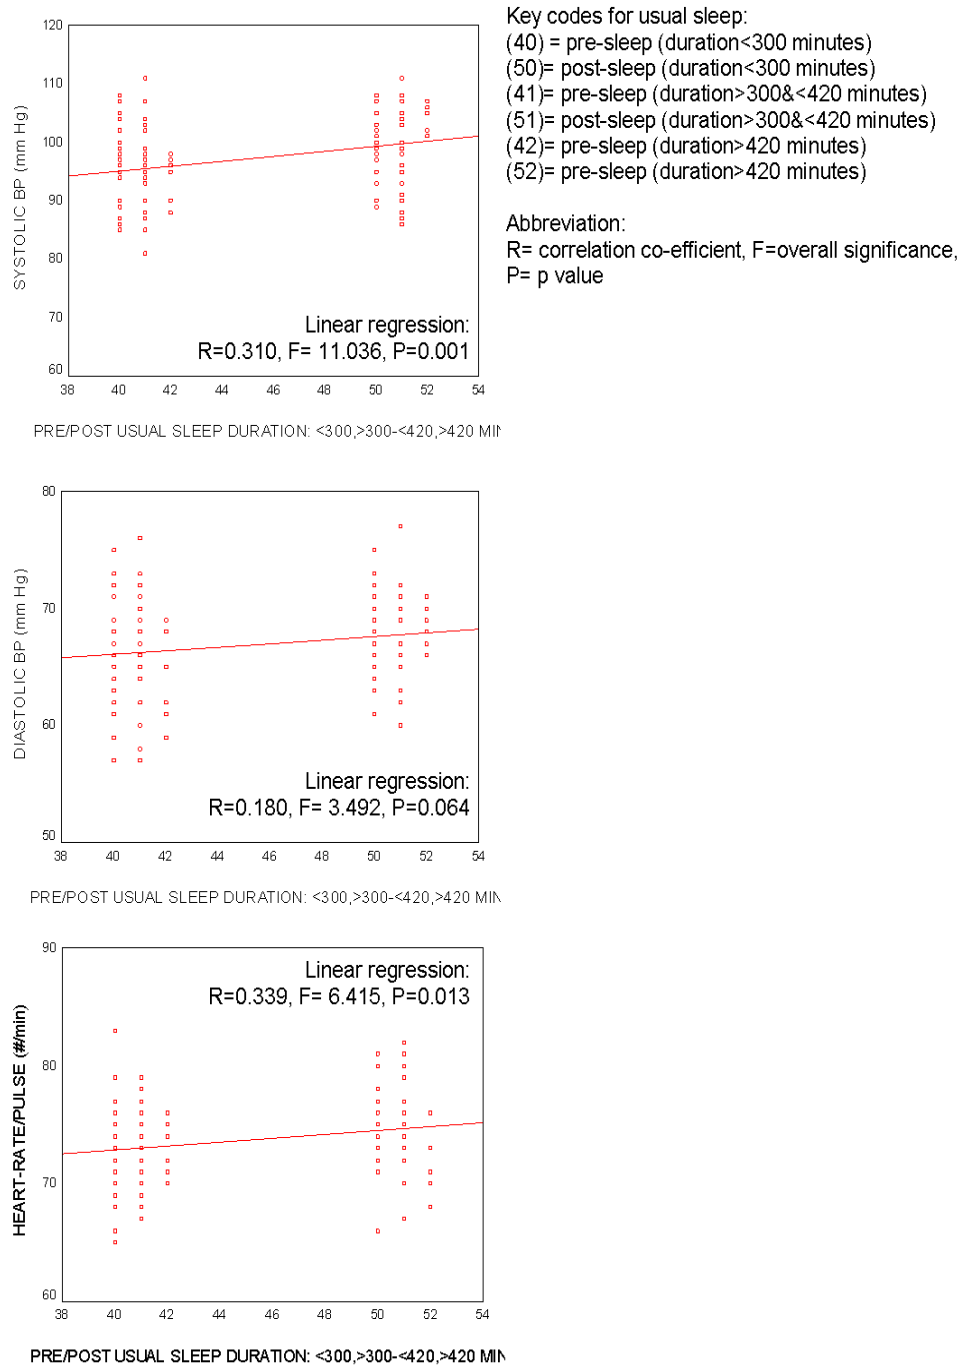 Key codes for usual sleep:
(40) = pre-sleep (duration<300 minutes)
(50)= post-sleep (duration<300 minutes)
(41)= pre-sleep (duration>300&<420 minutes)
(51)= post-sleep (duration>300&<420 minutes)
(42)= pre-sleep (duration>420 minutes)
(52)= pre-sleep (duration>420 minutes)
Abbreviation:
R= correlation co-efficient, F=overall significance,
P= p value
SYSTOLIC BP (mm Hg)
120
110
100
90
80
70
60
Linear regression:
R=0.310, F= 11.036, P=0.001
38 40 42 44 46 48 50 52 54
PRE/POST USUAL SLEEP DURATION: <300,>300-<420,>420 MIN
DIASTOLIC BP (mm Hg)
80
70
60
50
Linear regression:
R=0.180, F= 3.492, P=0.064
38 40 42 44 46 48 50 52 54
PRE/POST USUAL SLEEP DURATION: <300,>300-<420,>420 MIN
HEART-RATE/PULSE (#/min)
90
80
70
60
Linear regression:
R=0.339, F= 6.415, P=0.013
38 40 42 44 46 48 50 52 54
PRE/POST USUAL SLEEP DURATION: <300,>300-<420,>420 MIN